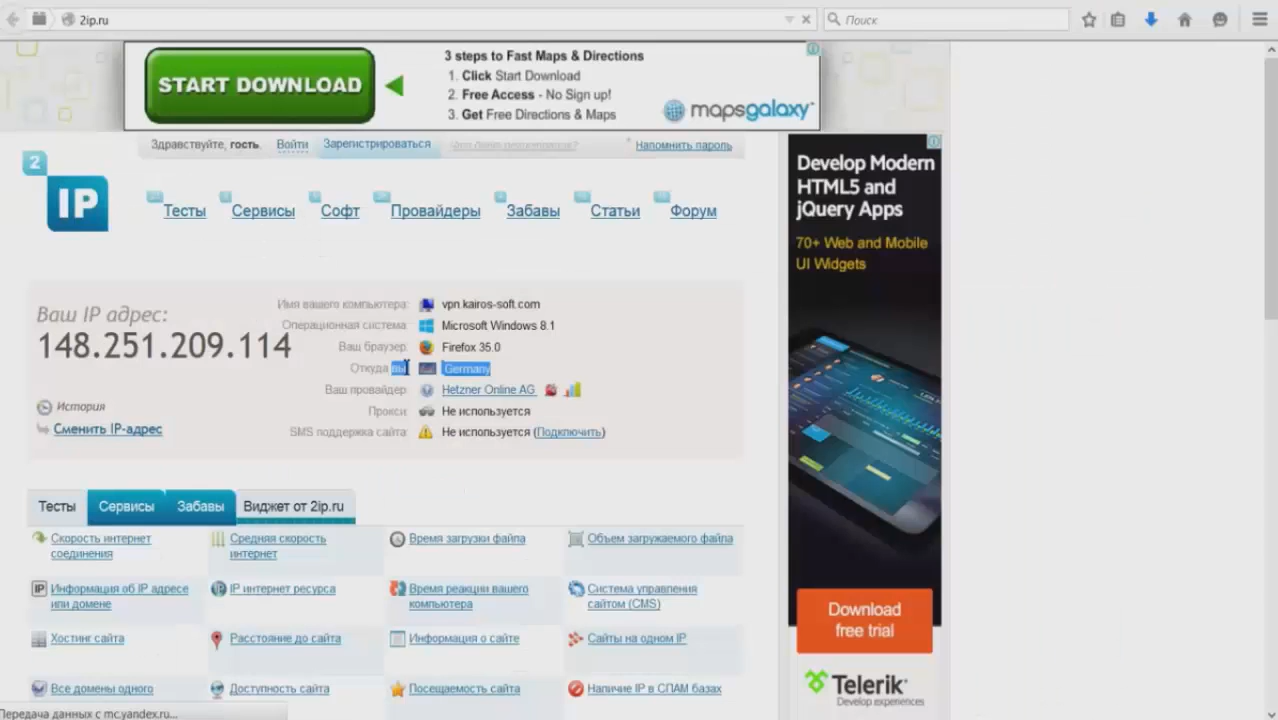 2ip.ru
Поиск
START DOWNLOAD
3 steps to Fast Maps & Directions
1. Click Start Download
2. Free Access - No Sign up!
3. Get Free Directions & Maps
mapsgalaxy
Здравствуйте, гость. Войти Зарегистрироваться
Напомнить пароль
2
IP
Тесты Сервисы Софт Провайдеры Забавы Статьи Форум
Ваш IP адрес:
148.251.209.114
История
Сменить IP-адрес
Имя вашего компьютера: vpn.kairos-soft.com
Операционная система: Microsoft Windows 8.1
Ваш браузер: Firefox 35.0
Откуда вы Germany
Ваш провайдер: Hetzner Online AG
Прокси: Не используется
SMS поддержка сайта: Не используется (Подключить)
Тесты Сервисы Забавы Виджет от 2ip.ru
Скорость интернет
соединения
Средняя скорость
интернет
Время загрузки файла
Объем загружаемого файла
IP Информация об IP адресе
или домене
IP интернет ресурса
Время реакции вашего
компьютера
Система управления
сайтом (CMS)
Хостинг сайта
Расстояние до сайта
Информация о сайте
Сайты на одном IP
Все домены одного
Доступность сайта
Посещаемость сайта
Наличие IP в СПАМ базах
Передача данных с mc.yandex.ru...
Develop Modern
HTML5 and
jQuery Apps
70+ Web and Mobile
UI Widgets
Download
free trial
Telerik
Develop experiences